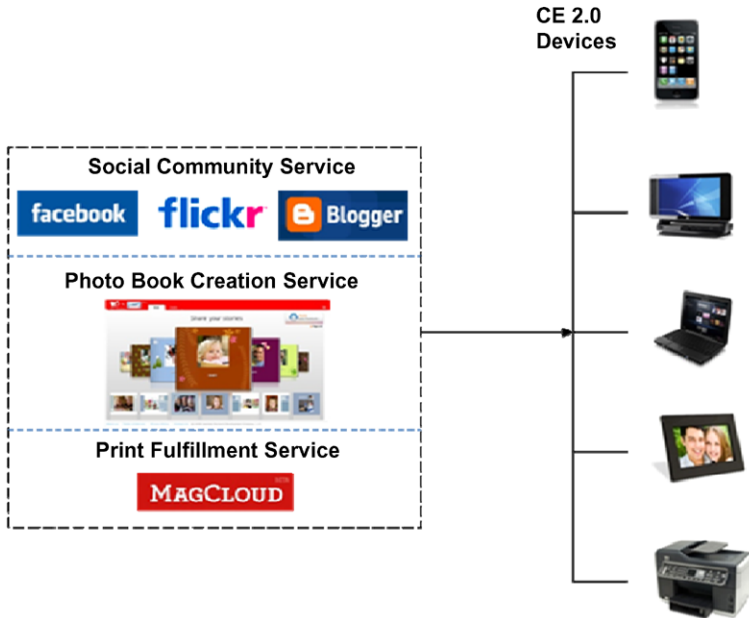 CE 2.0
Devices
Social Community Service
facebook
flickr
Blogger
Photo Book Creation Service
Share your stories
Print Fulfillment Service
MAGCLOUD
BETA